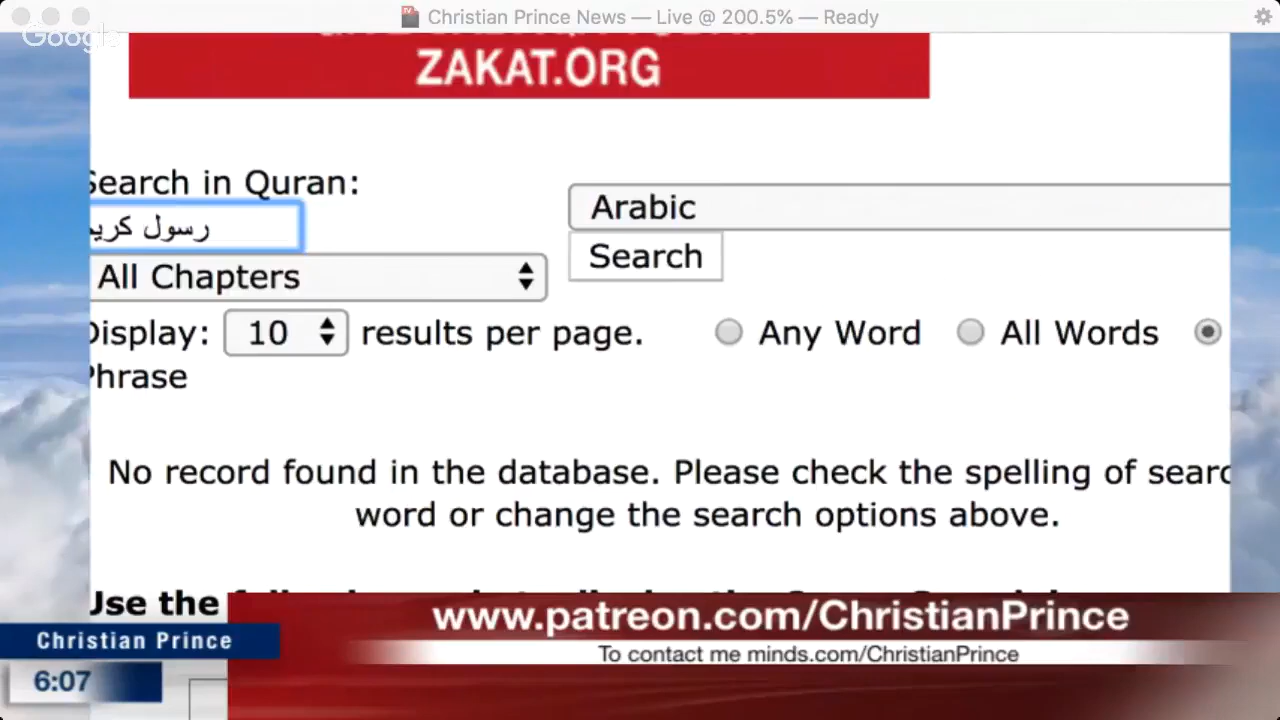 Christian Prince News — Live @ 200.5% — Ready
Google
ZAKAT.ORG
Search in Quran:
رسول كريم
Arabic
All Chapters
Search
Display: 10 results per page.
Any Word
All Words
Phrase
No record found in the database. Please check the spelling of searc
word or change the search options above.
Use the
www.patreon.com/ChristianPrince
Christian Prince
To contact me minds.com/ChristianPrince
6:07